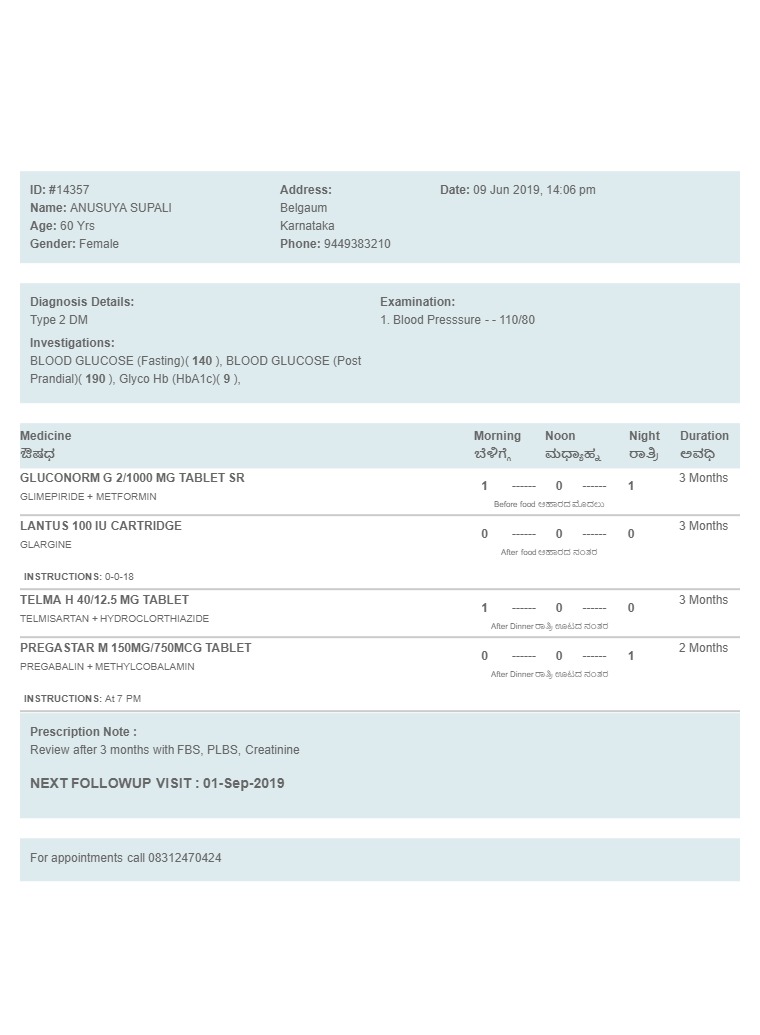 ID: #14357
Name: ANUSUYA SUPALI
Age: 60 Yrs
Gender: Female
Address:
Belgaum
Karnataka
Phone: 9449383210
Date: 09 Jun 2019, 14:06 pm
Diagnosis Details:
Type 2 DM
Investigations:
BLOOD GLUCOSE (Fasting)( 140 ), BLOOD GLUCOSE (Post
Prandial)( 190 ), Glyco Hb (HbA1c)( 9 ),
Examination:
1. Blood Presssure - - 110/80
Medicine Morning Noon Night Duration
ಔಷಧ ಬೆಳಿಗ್ಗೆ ಮಧ್ಯಾಹ್ನ ರಾತ್ರಿ ಅವಧಿ
GLUCONORM G 2/1000 MG TABLET SR 1 ------ 0 ------ 1 3 Months
GLIMEPIRIDE + METFORMIN
Before food ಆಹಾರದ ಮೊದಲು
LANTUS 100 IU CARTRIDGE 0 ------ 0 ------ 0 3 Months
GLARGINE
After food ಆಹಾರದ ನಂತರ
INSTRUCTIONS: 0-0-18
TELMA H 40/12.5 MG TABLET 1 ------ 0 ------ 0 3 Months
TELMISARTAN + HYDROCLORTHIAZIDE
After Dinner ರಾತ್ರಿ ಊಟದ ನಂತರ
PREGASTAR M 150MG/750MCG TABLET 0 ------ 0 ------ 1 2 Months
PREGABALIN + METHYLCOBALAMIN
After Dinner ರಾತ್ರಿ ಊಟದ ನಂತರ
INSTRUCTIONS: At 7 PM
Prescription Note :
Review after 3 months with FBS, PLBS, Creatinine
NEXT FOLLOWUP VISIT : 01-Sep-2019
For appointments call 08312470424